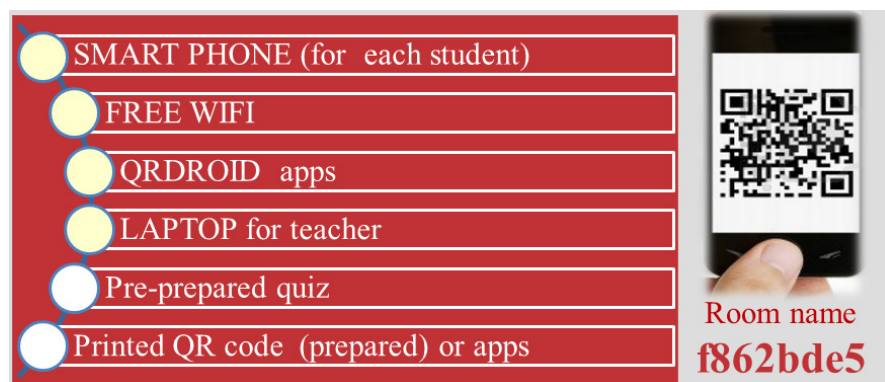 SMART PHONE (for each student)
FREE WIFI
QRDROID apps
LAPTOP for teacher
Pre-prepared quiz
Printed QR code (prepared) or apps
Room name
f862bde5